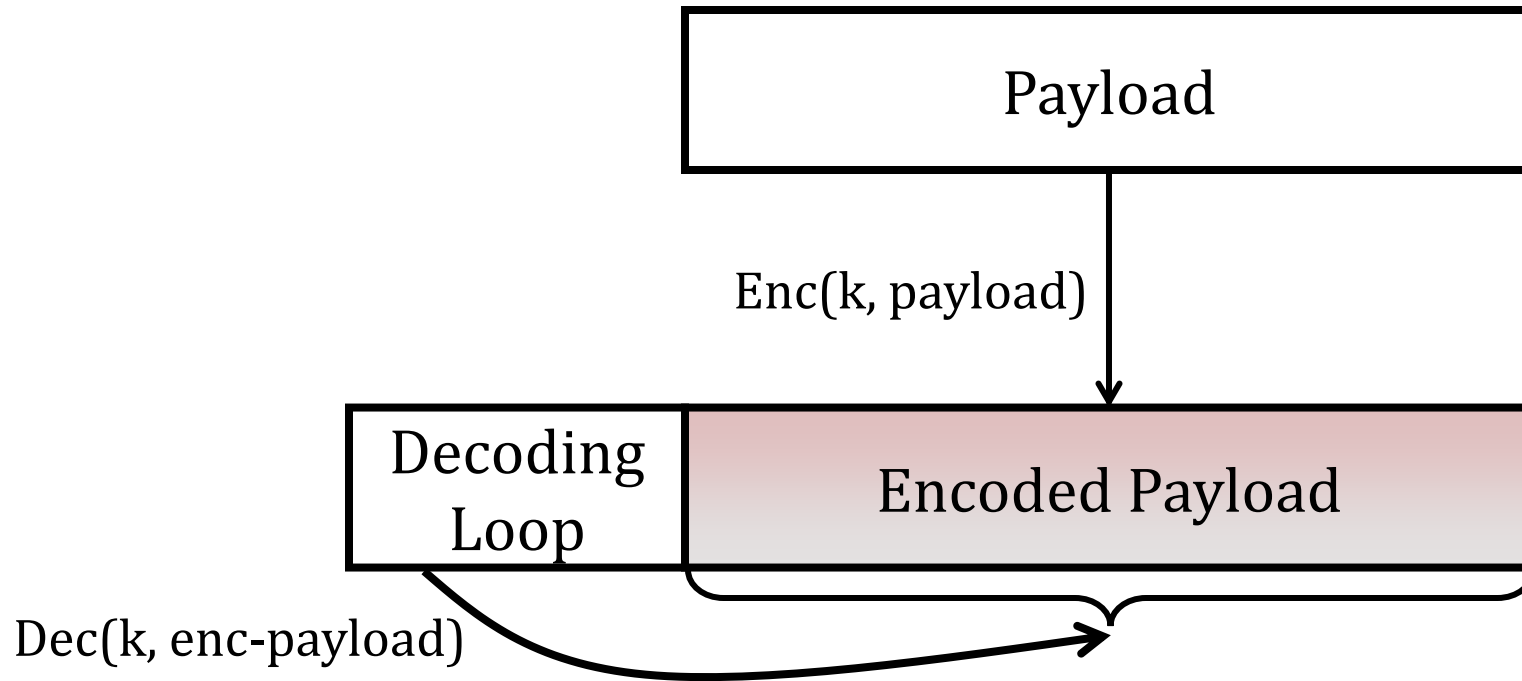 Payload
Enc(k, payload)
Decoding
Loop
Encoded Payload
Dec(k, enc-payload)